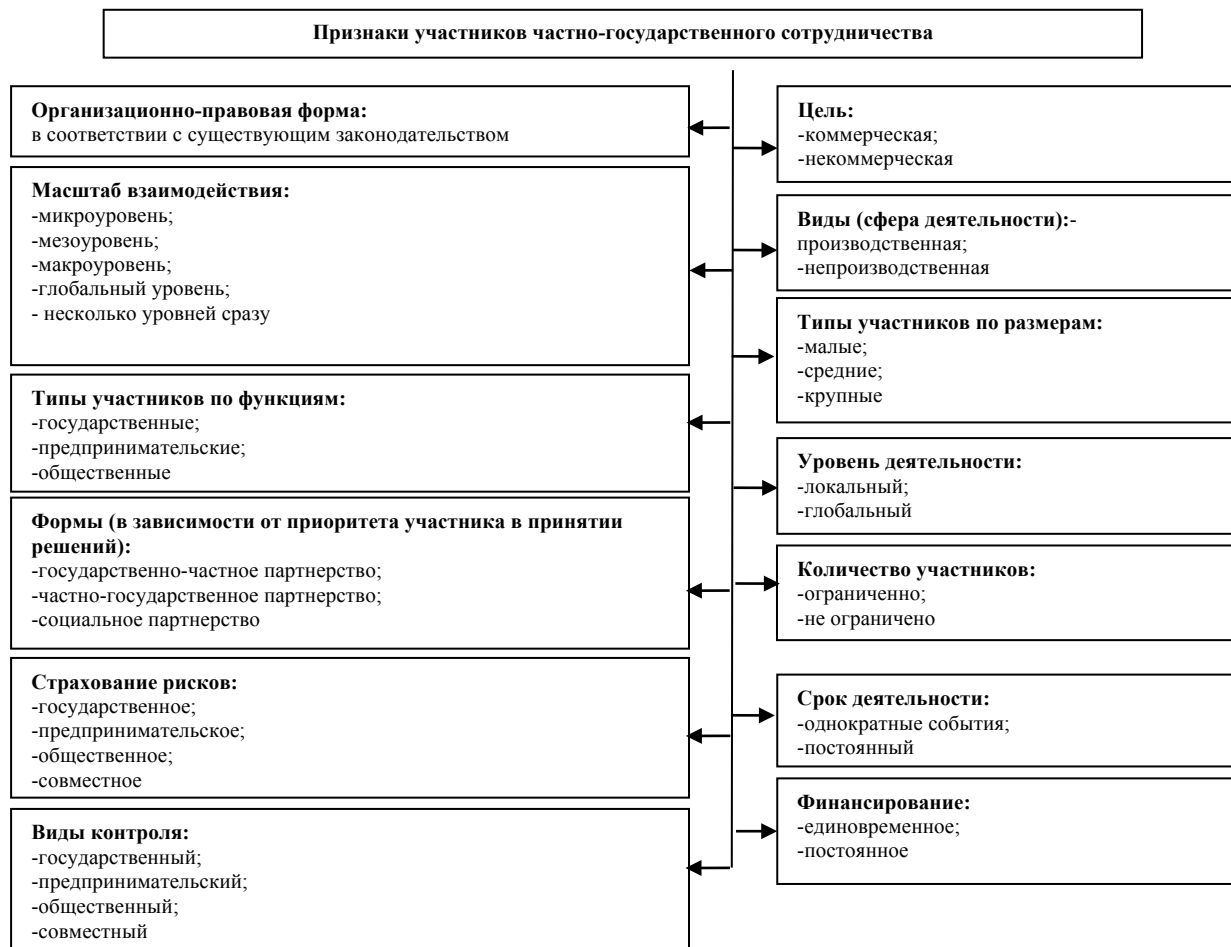 Признаки участников частно-государственного сотрудничества
Организационно-правовая форма:
в соответствии с существующим законодательством
Масштаб взаимодействия:
-микроуровень;
-мезоуровень;
-макроуровень;
-глобальный уровень;
- несколько уровней сразу
Типы участников по функциям:
-государственные;
-предпринимательские;
-общественные
Формы (в зависимости от приоритета участника в принятии
решений):
-государственно-частное партнерство;
-частно-государственное партнерство;
-социальное партнерство
Страхование рисков:
-государственное;
-предпринимательское;
-общественное;
-совместное
Виды контроля:
-государственный;
-предпринимательский;
-общественный;
-совместный
Цель:
-коммерческая;
-некоммерческая
Виды (сфера деятельности):-
производственная;
-непроизводственная
Типы участников по размерам:
-малые;
-средние;
-крупные
Уровень деятельности:
-локальный;
-глобальный
Количество участников:
-ограниченно;
-не ограничено
Срок деятельности:
-однократные события;
-постоянный
Финансирование:
-единовременное;
-постоянное